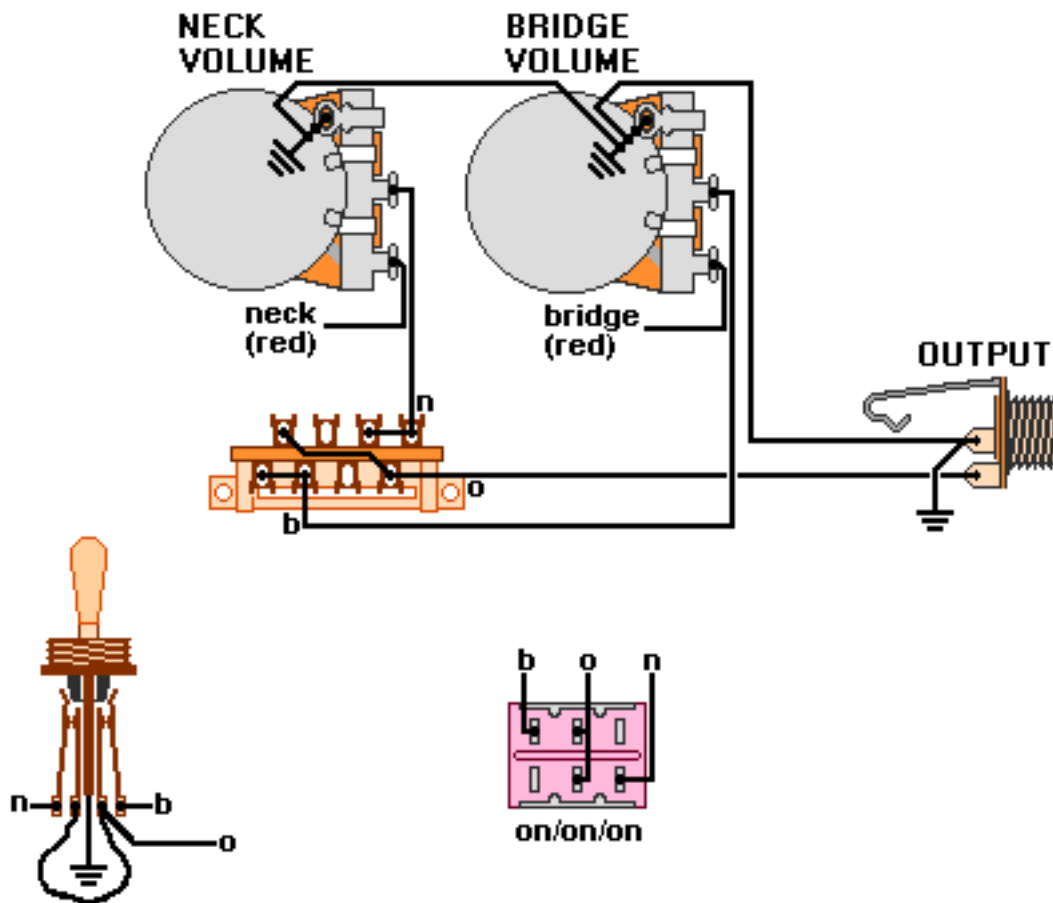 NECK
VOLUME
BRIDGE
VOLUME
neck
(red)
bridge
(red)
OUTPUT
n
o
b
b o n
n b
o
on/on/on